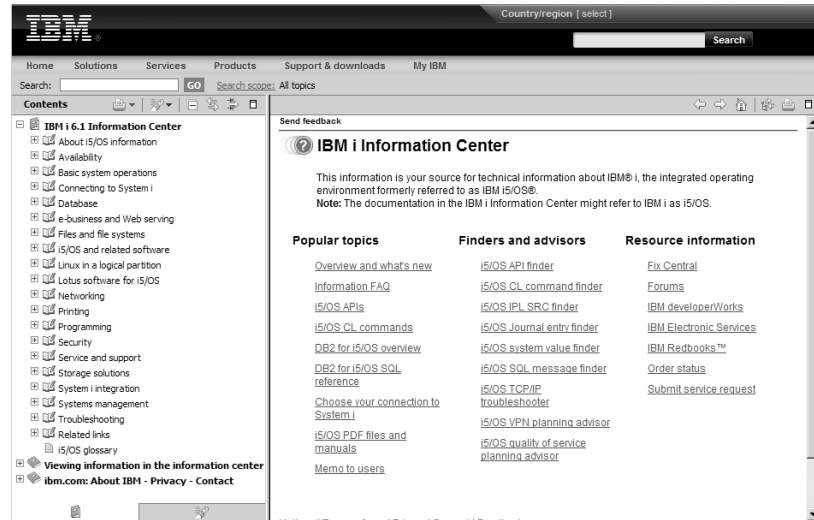 Country/region [ select ]
IBM®
Search
Home Solutions Services Products Support & downloads My IBM
Search: GO Search scope: All topics
Contents
IBM i 6.1 Information Center
About i5/OS information
Availability
Basic system operations
Connecting to System i
Database
e-business and Web serving
Files and file systems
i5/OS and related software
Linux in a logical partition
Lotus software for i5/OS
Networking
Printing
Programming
Security
Service and support
Storage solutions
System i integration
Systems management
Troubleshooting
Related links
i5/OS glossary
Viewing information in the information center
ibm.com: About IBM - Privacy - Contact
Send feedback
IBM i Information Center
This information is your source for technical information about IBM® i, the integrated operating
environment formerly referred to as IBM i5/OS®.
Note: The documentation in the IBM i Information Center might refer to IBM i as i5/OS.
Popular topics
Overview and what's new
Information FAQ
i5/OS APIs
i5/OS CL commands
DB2 for i5/OS overview
DB2 for i5/OS SQL
reference
Choose your connection to
System i
i5/OS PDF files and
manuals
Memo to users
Finders and advisors
i5/OS API finder
i5/OS CL command finder
i5/OS IPL SRC finder
i5/OS Journal entry finder
i5/OS system value finder
i5/OS SQL message finder
i5/OS TCP/IP
troubleshooter
i5/OS VPN planning advisor
i5/OS quality of service
planning advisor
Resource information
Fix Central
Forums
IBM developerWorks
IBM Electronic Services
IBM Redbooks™
Order status
Submit service request